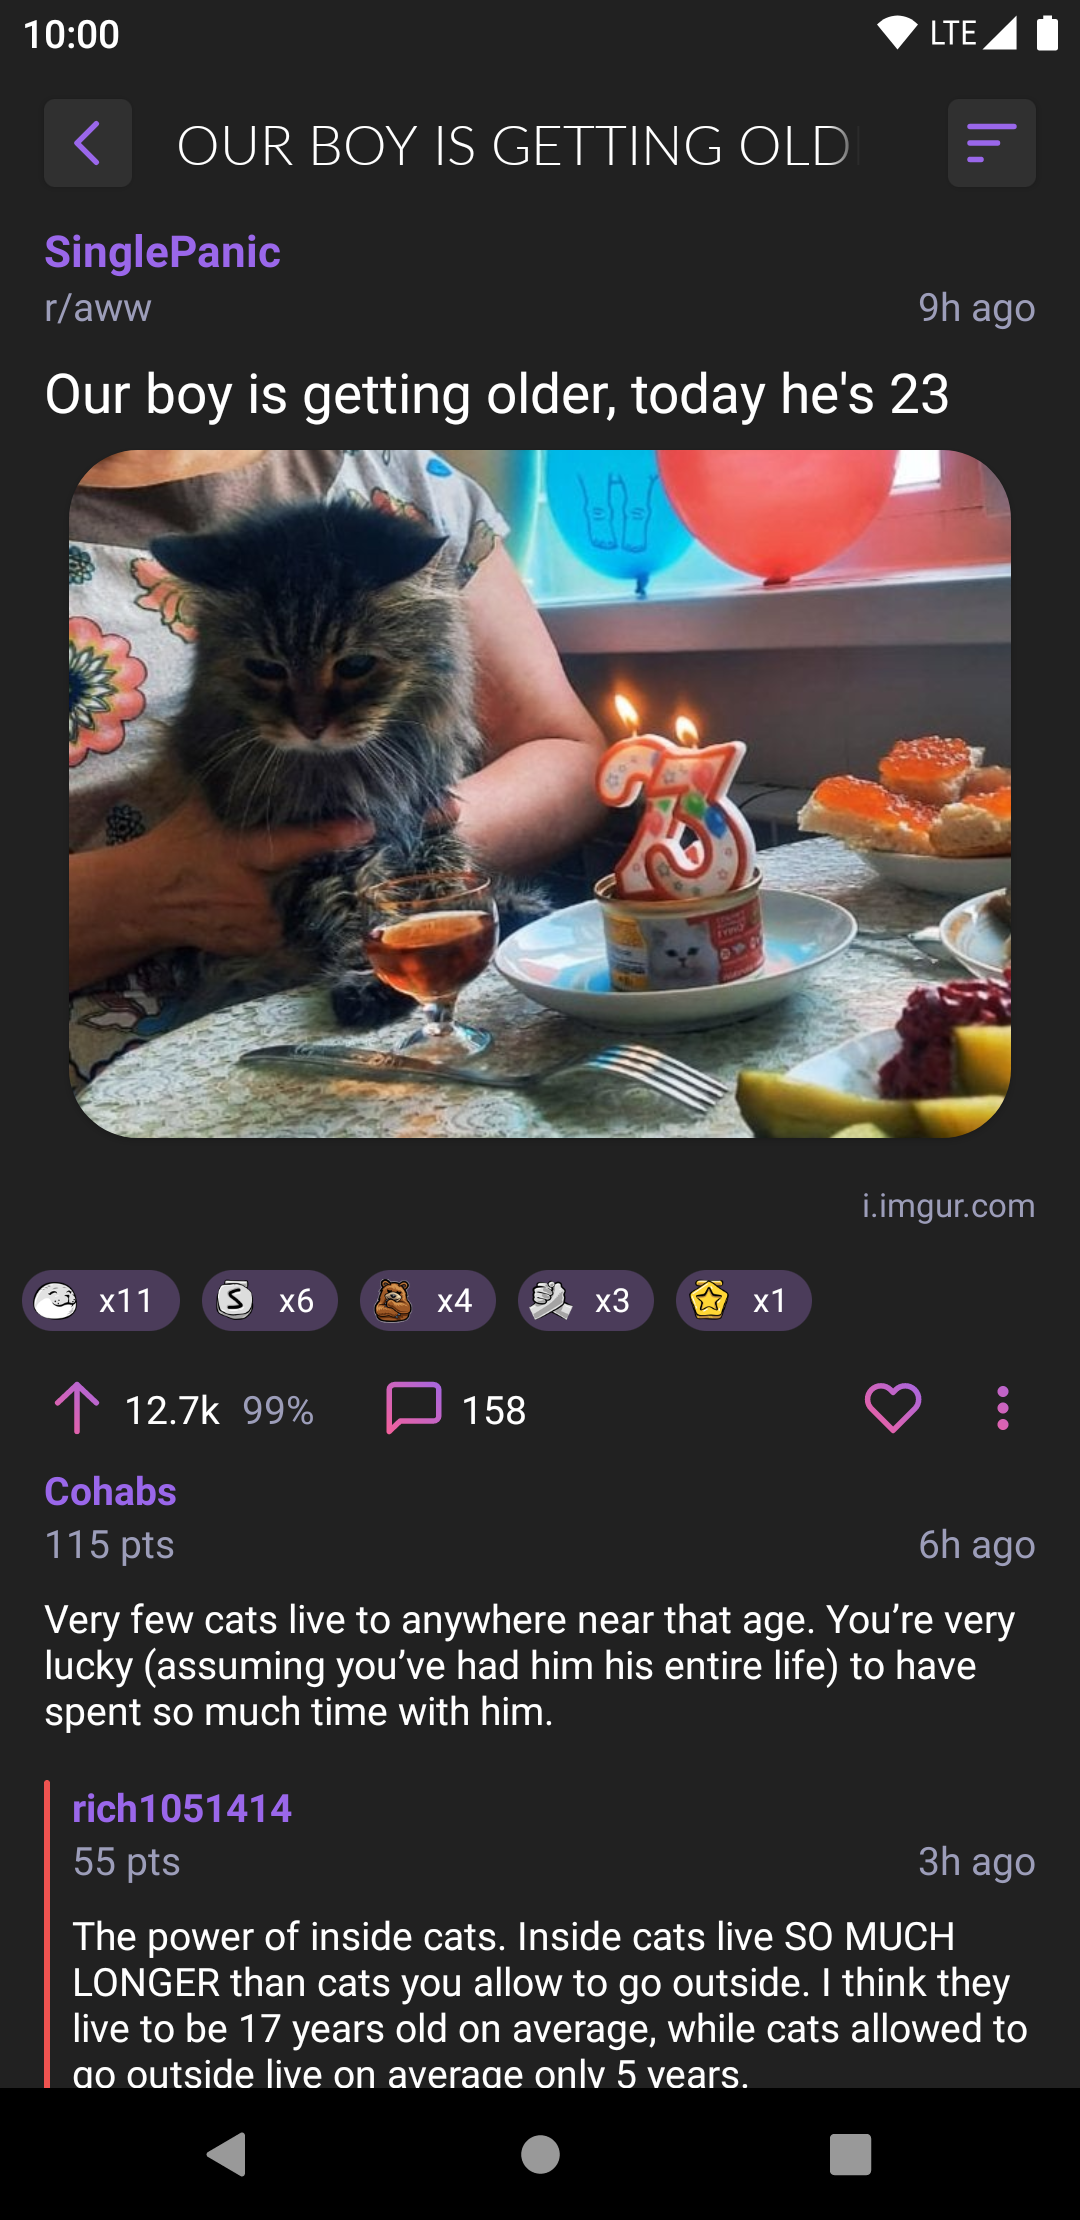 10:00
LTE
OUR BOY IS GETTING OLD
SinglePanic
r/aww
9h ago
Our boy is getting older, today he's 23
23
i.imgur.com
x11
S
x6
x4
x3
x1
12.7k
99%
158
Cohabs
115 pts
6h ago
Very few cats live to anywhere near that age. You’re very
lucky (assuming you’ve had him his entire life) to have
spent so much time with him.
rich1051414
55 pts
3h ago
The power of inside cats. Inside cats live SO MUCH
LONGER than cats you allow to go outside. I think they
live to be 17 years old on average, while cats allowed to
go outside live on average only 5 years.